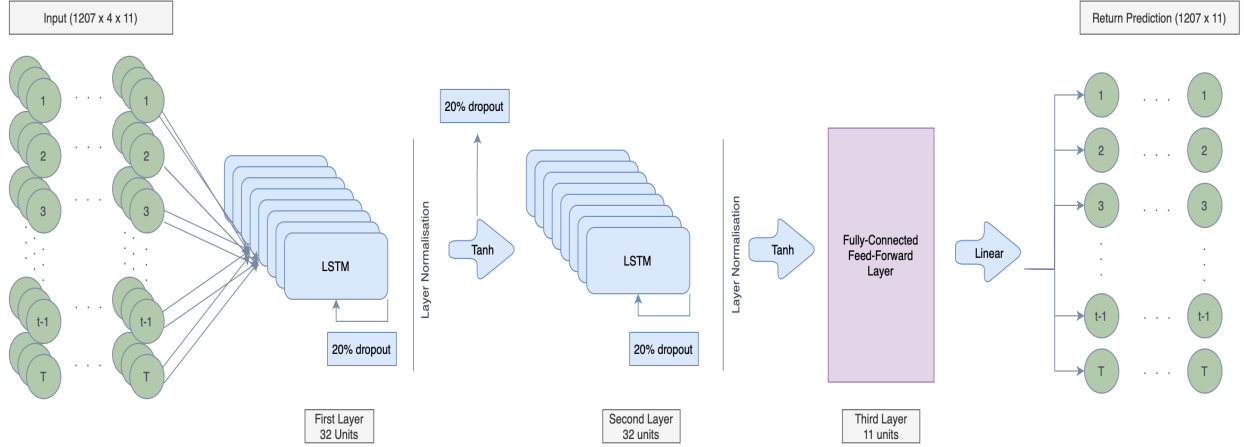 Input (1207 x 4 x 11)
Return Prediction (1207 x 11)
1 . . . 1
2 . . . 2
3 . . . 3
t-1 . . . t-1
T . . . T
LSTM
20% dropout
First Layer
32 Units
Layer Normalisation
20% dropout
Tanh
LSTM
20% dropout
Second Layer
32 units
Layer Normalisation
Tanh
Fully-Connected
Feed-Forward
Layer
Third Layer
11 units
Linear
1 . . . 1
2 . . . 2
3 . . . 3
t-1 . . . t-1
T . . . T